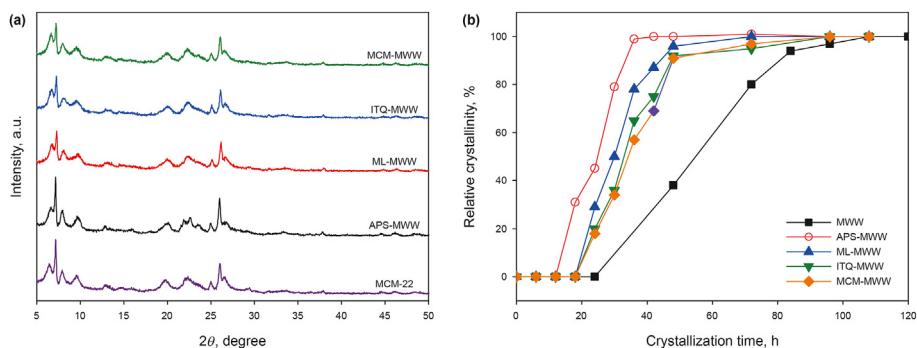 (a)
Intensity, a.u.
MCM-MWW
ITQ-MWW
ML-MWW
APS-MWW
MCM-22
5 10 15 20 25 30 35 40 45 50
2θ, degree
(b)
Relative crystallinity, %
100
80
60
40
20
0
MWW
APS-MWW
ML-MWW
ITQ-MWW
MCM-MWW
0 20 40 60 80 100 120
Crystallization time, h